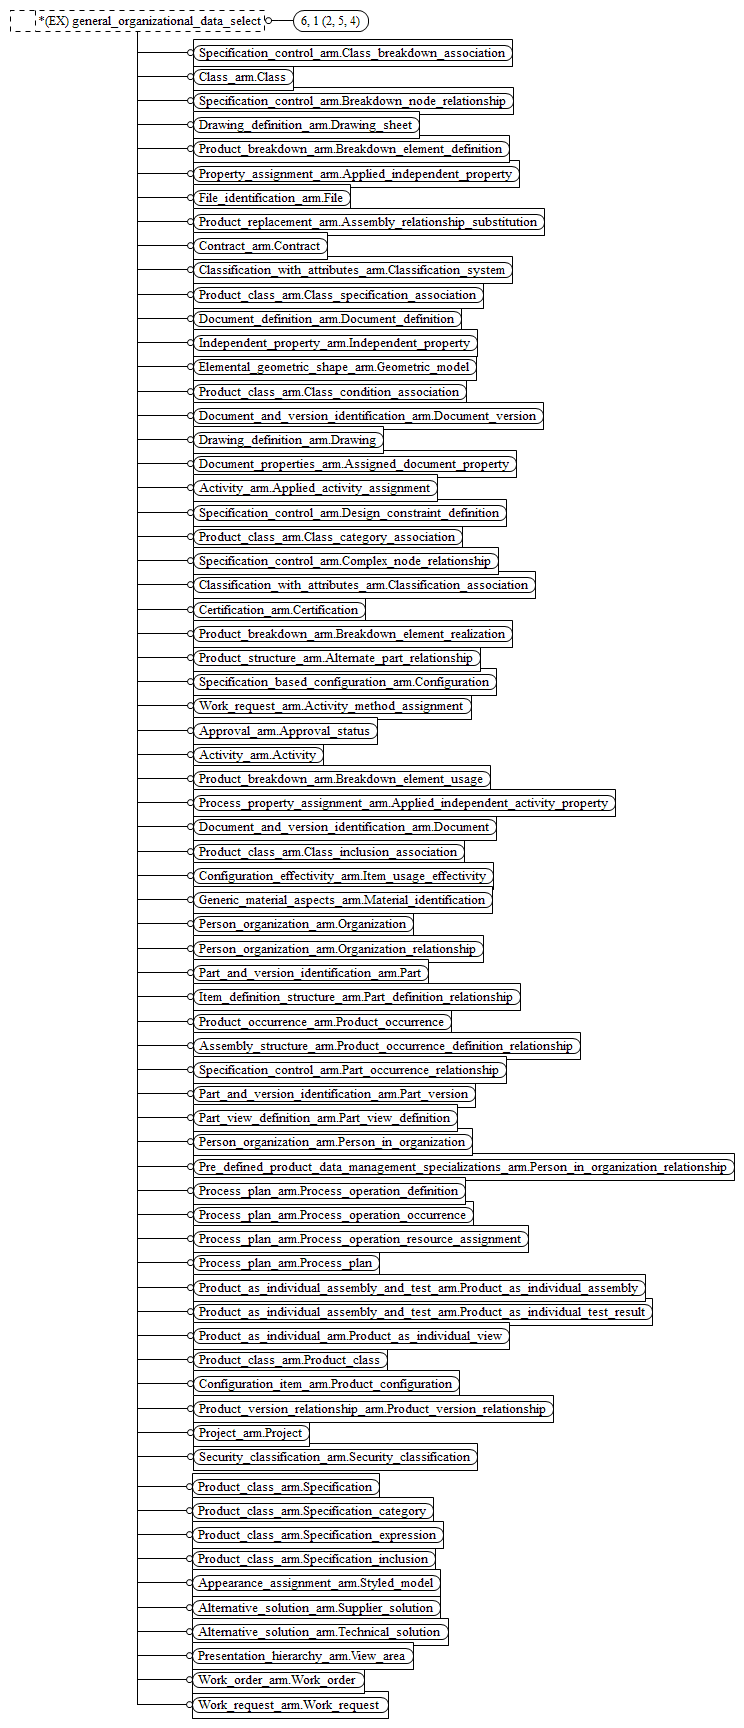 *(EX) general_organizational_data_select 6, 1 (2, 5, 4)
Specification_control_arm.Class_breakdown_association
Class_arm.Class
Specification_control_arm.Breakdown_node_relationship
Drawing_definition_arm.Drawing_sheet
Product_breakdown_arm.Breakdown_element_definition
Property_assignment_arm.Applied_independent_property
File_identification_arm.File
Product_replacement_arm.Assembly_relationship_substitution
Contract_arm.Contract
Classification_with_attributes_arm.Classification_system
Product_class_arm.Class_specification_association
Document_definition_arm.Document_definition
Independent_property_arm.Independent_property
Elemental_geometric_shape_arm.Geometric_model
Product_class_arm.Class_condition_association
Document_and_version_identification_arm.Document_version
Drawing_definition_arm.Drawing
Document_properties_arm.Assigned_document_property
Activity_arm.Applied_activity_assignment
Specification_control_arm.Design_constraint_definition
Product_class_arm.Class_category_association
Specification_control_arm.Complex_node_relationship
Classification_with_attributes_arm.Classification_association
Certification_arm.Certification
Product_breakdown_arm.Breakdown_element_realization
Product_structure_arm.Alternate_part_relationship
Specification_based_configuration_arm.Configuration
Work_request_arm.Activity_method_assignment
Approval_arm.Approval_status
Activity_arm.Activity
Product_breakdown_arm.Breakdown_element_usage
Process_property_assignment_arm.Applied_independent_activity_property
Document_and_version_identification_arm.Document
Product_class_arm.Class_inclusion_association
Configuration_effectivity_arm.Item_usage_effectivity
Generic_material_aspects_arm.Material_identification
Person_organization_arm.Organization
Person_organization_arm.Organization_relationship
Part_and_version_identification_arm.Part
Item_definition_structure_arm.Part_definition_relationship
Product_occurrence_arm.Product_occurrence
Assembly_structure_arm.Product_occurrence_definition_relationship
Specification_control_arm.Part_occurrence_relationship
Part_and_version_identification_arm.Part_version
Part_view_definition_arm.Part_view_definition
Person_organization_arm.Person_in_organization
Pre_defined_product_data_management_specializations_arm.Person_in_organization_relationship
Process_plan_arm.Process_operation_definition
Process_plan_arm.Process_operation_occurrence
Process_plan_arm.Process_operation_resource_assignment
Process_plan_arm.Process_plan
Product_as_individual_assembly_and_test_arm.Product_as_individual_assembly
Product_as_individual_assembly_and_test_arm.Product_as_individual_test_result
Product_as_individual_arm.Product_as_individual_view
Product_class_arm.Product_class
Configuration_item_arm.Product_configuration
Product_version_relationship_arm.Product_version_relationship
Project_arm.Project
Security_classification_arm.Security_classification
Product_class_arm.Specification
Product_class_arm.Specification_category
Product_class_arm.Specification_expression
Product_class_arm.Specification_inclusion
Appearance_assignment_arm.Styled_model
Alternative_solution_arm.Supplier_solution
Alternative_solution_arm.Technical_solution
Presentation_hierarchy_arm.View_area
Work_order_arm.Work_order
Work_request_arm.Work_request